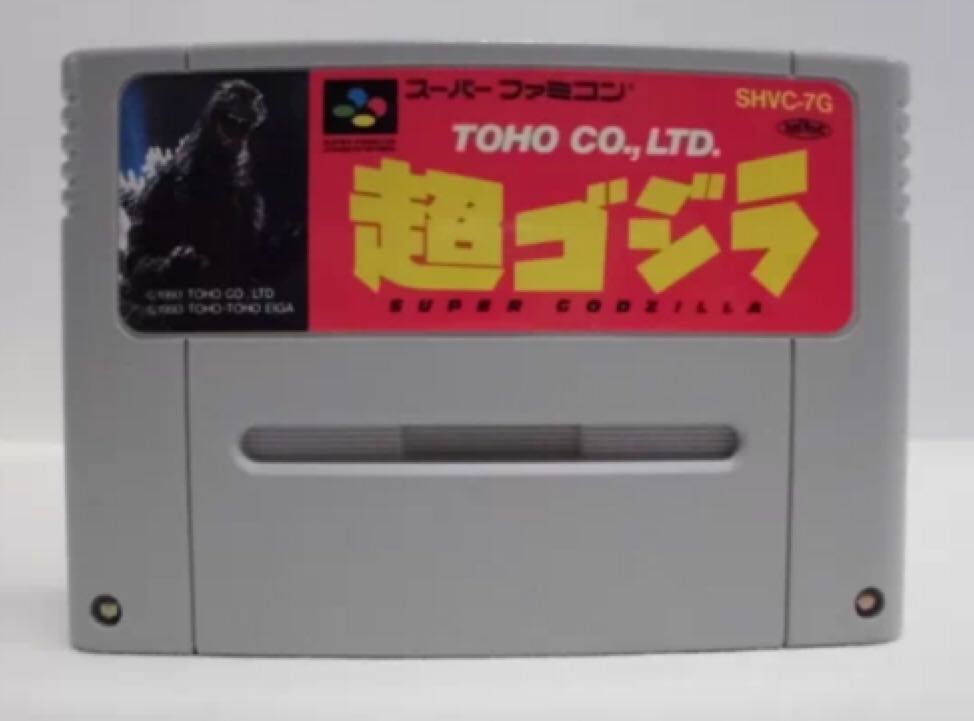 スーパーファミコン
SHVC-7G
TOHO CO., LTD.
超ゴジラ
SUPER GODZILLA
©1993 TOHO CO., LTD
©1993 TOHO·TOHO EIGA